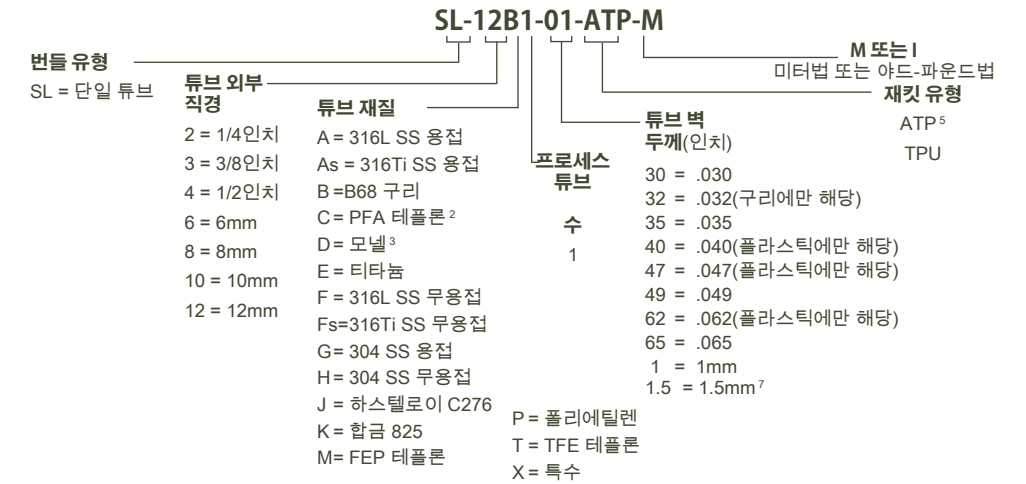 SL-12B1-01-ATP-M
번들 유형
SL = 단일 튜브
튜브 외부
직경
2 = 1/4인치
3 = 3/8인치
4 = 1/2인치
6 = 6mm
8 = 8mm
10 = 10mm
12 = 12mm
튜브 재질
A = 316L SS 용접
As = 316Ti SS 용접
B =B68 구리
C = PFA 테플론 2
D = 모넬 3
E = 티타늄
F = 316L SS 무용접
Fs=316Ti SS 무용접
G= 304 SS 용접
H= 304 SS 무용접
J = 하스텔로이 C276
K = 합금 825
M= FEP 테플론
P = 폴리에틸렌
T = TFE 테플론
X = 특수
프로세스
튜브
수
1
튜브 벽
두께(인치)
30 = .030
32 = .032(구리에만 해당)
35 = .035
40 = .040(플라스틱에만 해당)
47 = .047(플라스틱에만 해당)
49 = .049
62 = .062(플라스틱에만 해당)
65 = .065
1 = 1mm
1.5 = 1.5mm 7
M 또는 I
미터법 또는 야드-파운드법
재킷 유형
ATP 5
TPU